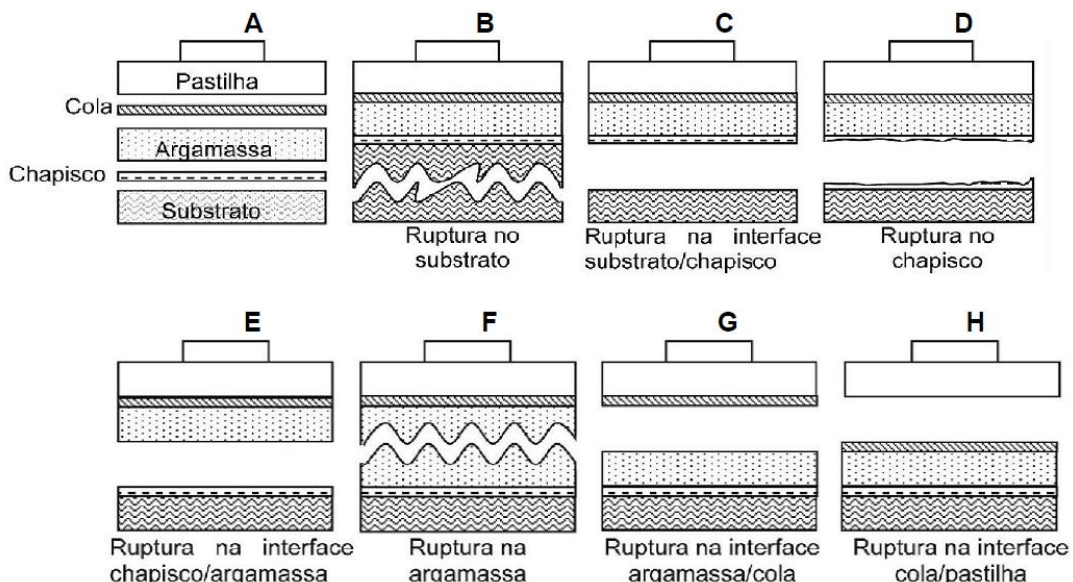 A
B
C
D
Pastilha
Cola
Argamassa
Chapisco
Substrato
Ruptura no
substrato
Ruptura na interface
substrato/chapisco
Ruptura no
chapisco
E
F
G
H
Ruptura na interface
chapisco/argamassa
Ruptura na
argamassa
Ruptura na interface
argamassa/cola
Ruptura na interface
cola/pastilha